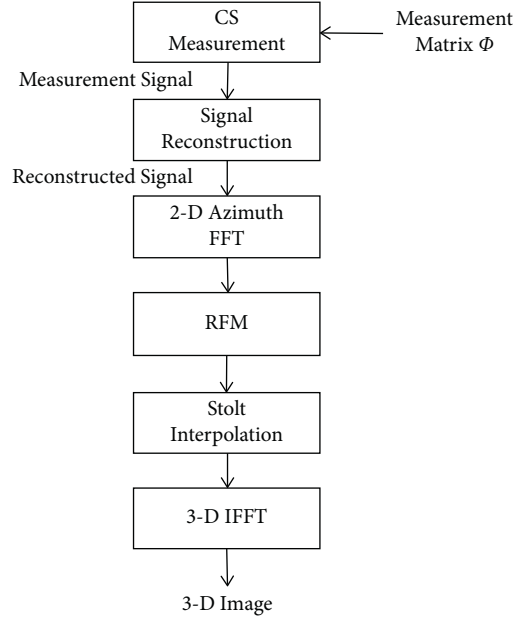 CS
Measurement
Measurement
Matrix Φ
Measurement Signal
Signal
Reconstruction
Reconstructed Signal
2-D Azimuth
FFT
RFM
Stolt
Interpolation
3-D IFFT
3-D Image